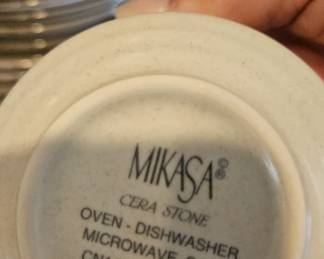 MIKASA©®
CERA STONE
OVEN - DISHWASHER
MICROWAVE